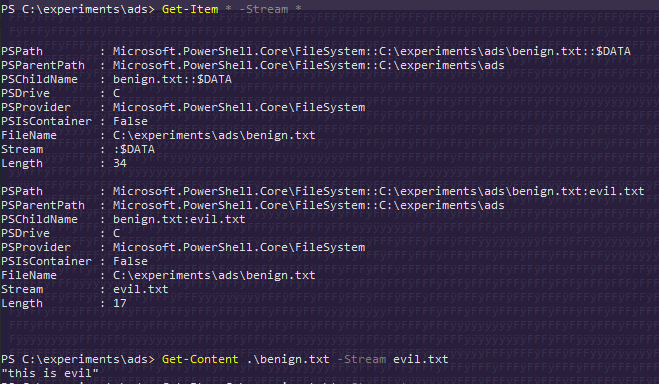 PS C:\experiments\ads> Get-Item * -Stream *
PSPath        : Microsoft.PowerShell.Core\FileSystem::C:\experiments\ads\benign.txt::$DATA
PSParentPath  : Microsoft.PowerShell.Core\FileSystem::C:\experiments\ads
PSChildName   : benign.txt::$DATA
PSDrive       : C
PSProvider    : Microsoft.PowerShell.Core\FileSystem
PSIsContainer : False
FileName      : C:\experiments\ads\benign.txt
Stream        : :$DATA
Length        : 34
PSPath        : Microsoft.PowerShell.Core\FileSystem::C:\experiments\ads\benign.txt:evil.txt
PSParentPath  : Microsoft.PowerShell.Core\FileSystem::C:\experiments\ads
PSChildName   : benign.txt:evil.txt
PSDrive       : C
PSProvider    : Microsoft.PowerShell.Core\FileSystem
PSIsContainer : False
FileName      : C:\experiments\ads\benign.txt
Stream        : evil.txt
Length        : 17
PS C:\experiments\ads> Get-Content .\benign.txt -Stream evil.txt
"this is evil"